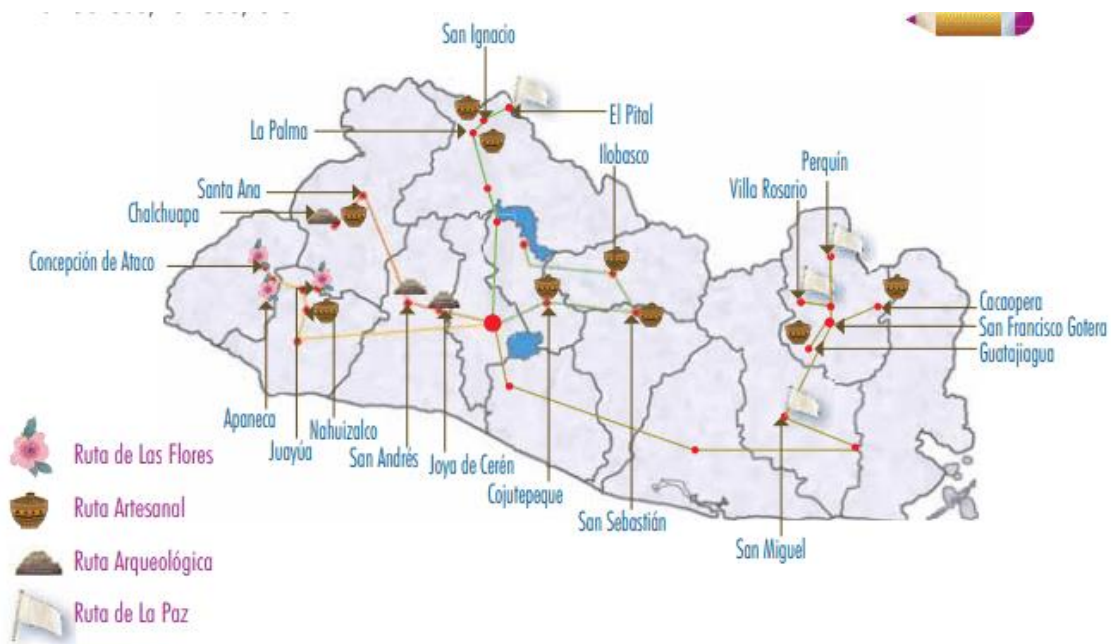 San Ignacio
El Pital
La Palma
Ilobasco
Perquín
Villa Rosario
Santa Ana
Chalchuapa
Concepción de Ataco
Cacaopera
San Francisco Gotera
Guatajiagua
Apaneca
Juayúa
Nahuizalco
San Andrés
Joya de Cerén
Cojutepeque
San Sebastián
San Miguel
Ruta de Las Flores
Ruta Artesanal
Ruta Arqueológica
Ruta de La Paz